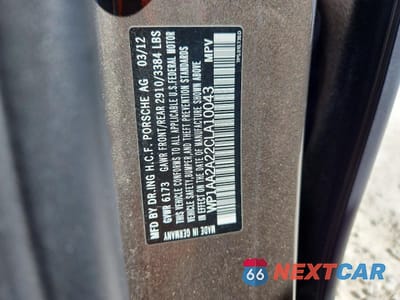 MFD BY DR.ING H.C.F. PORSCHE AG 03/12
GVWR 6173 GAWR FRONT/REAR 2910/3384 LBS
THIS VEHICLE CONFORMS TO ALL APPLICABLE U.S.FEDERAL MOTOR
VEHICLE SAFETY,BUMPER,AND THEFT PREVENTION STANDARDS
IN EFFECT ON THE DATE OF MANUFACTURE SHOWN ABOVE.
WP1AA2A22CLA10043 MPV
MADE IN GERMANY
66 NEXTCAR